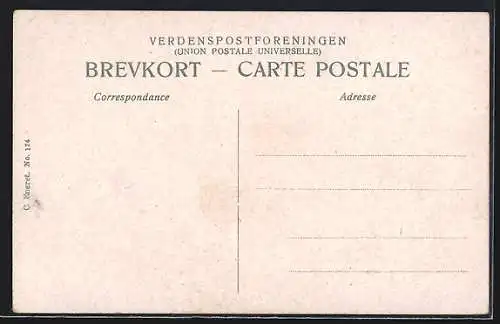 VERDENSPOSTFORENINGEN
(UNION POSTALE UNIVERSELLE)
BREVKORT — CARTE POSTALE
Correspondance
Adresse
C. Eneret. No. 174